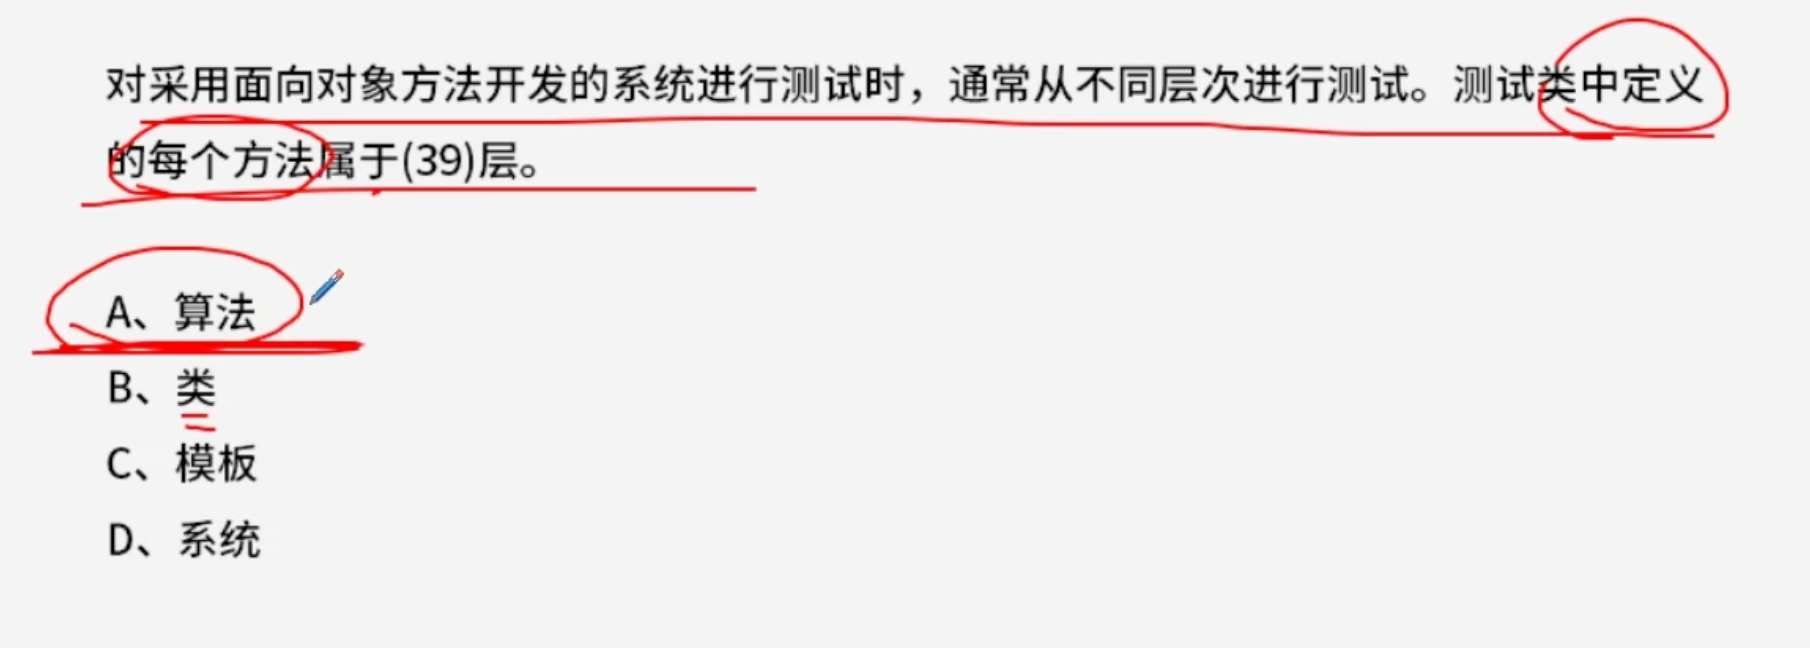 对采用面向对象方法开发的系统进行测试时，通常从不同层次进行测试。测试类中定义
的每个方法属于(39)层。
A、算法
B、类
C、模板
D、系统